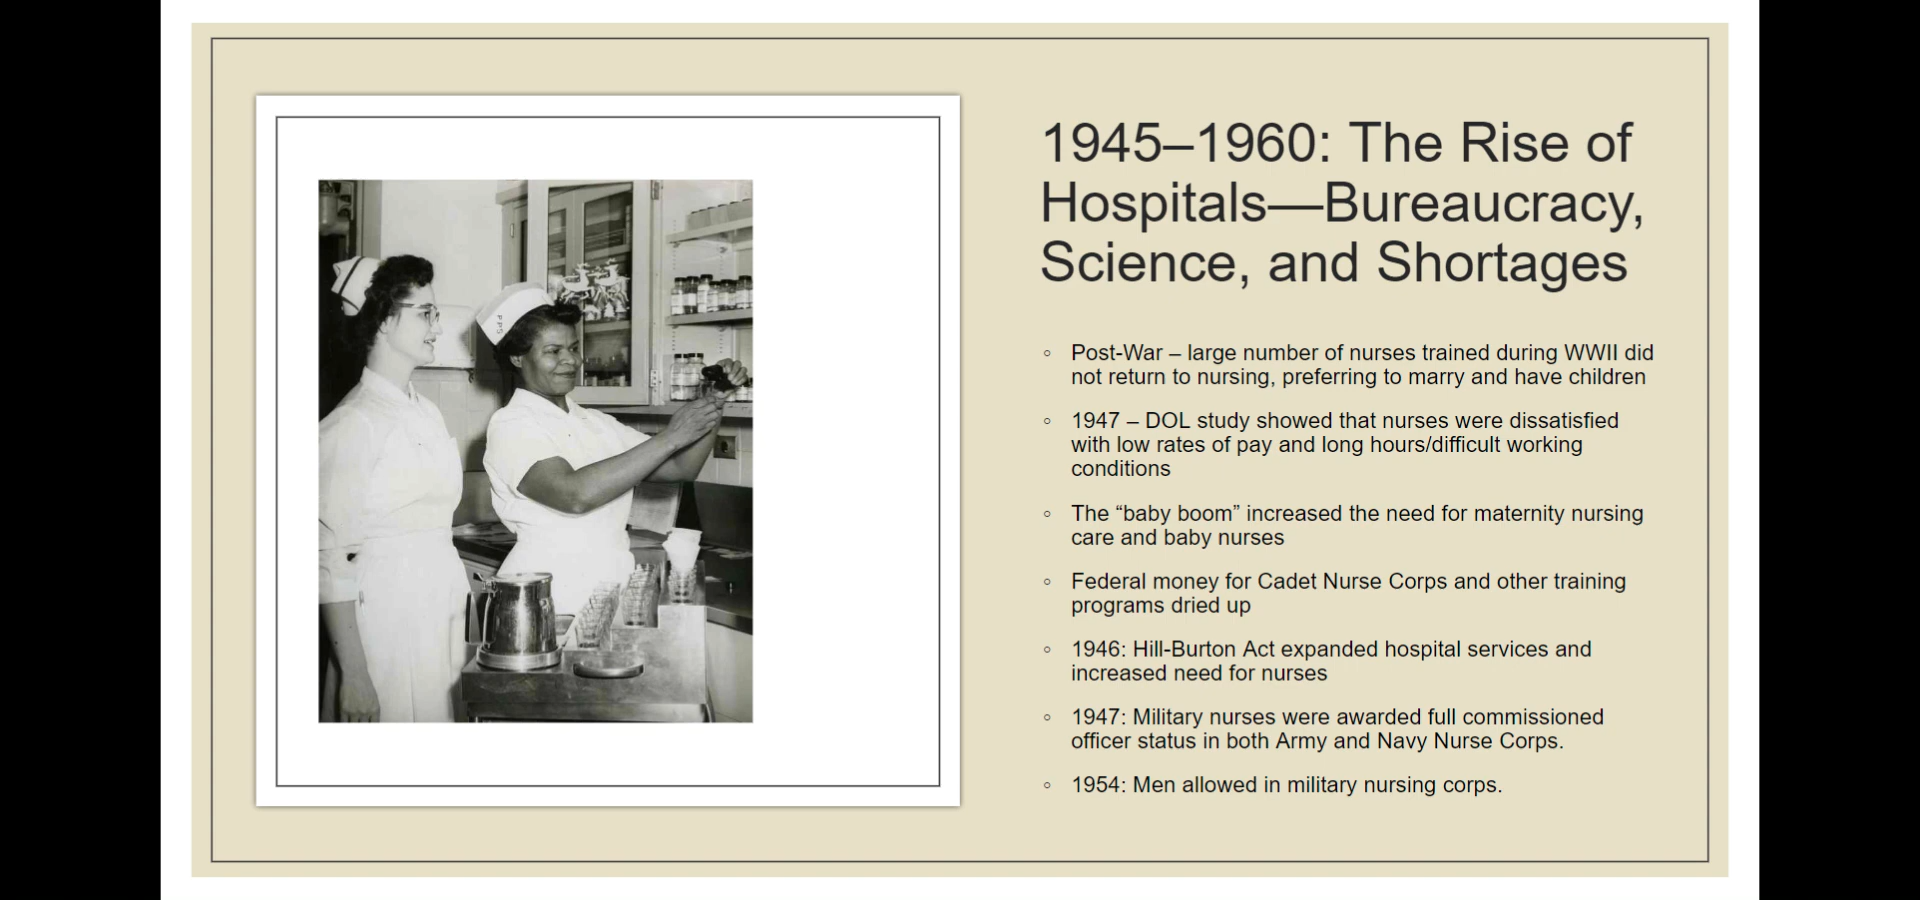 1945–1960: The Rise of
Hospitals—Bureaucracy,
Science, and Shortages
◦ Post-War – large number of nurses trained during WWII did
not return to nursing, preferring to marry and have children
◦ 1947 – DOL study showed that nurses were dissatisfied
with low rates of pay and long hours/difficult working
conditions
◦ The “baby boom” increased the need for maternity nursing
care and baby nurses
◦ Federal money for Cadet Nurse Corps and other training
programs dried up
◦ 1946: Hill-Burton Act expanded hospital services and
increased need for nurses
◦ 1947: Military nurses were awarded full commissioned
officer status in both Army and Navy Nurse Corps.
◦ 1954: Men allowed in military nursing corps.